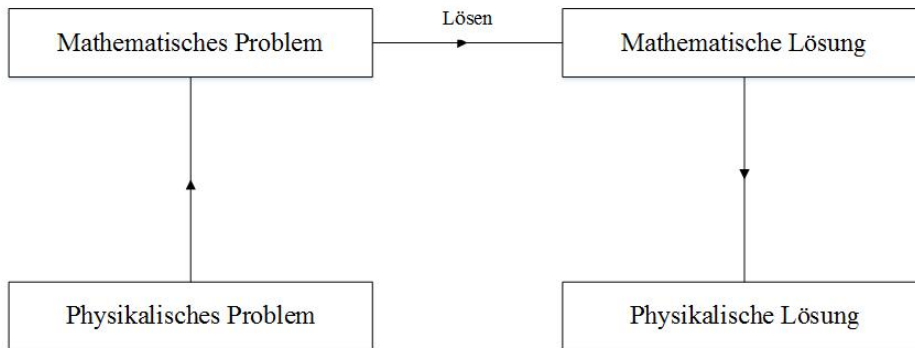 Lösen
Mathematisches Problem
Mathematische Lösung
Physikalisches Problem
Physikalische Lösung